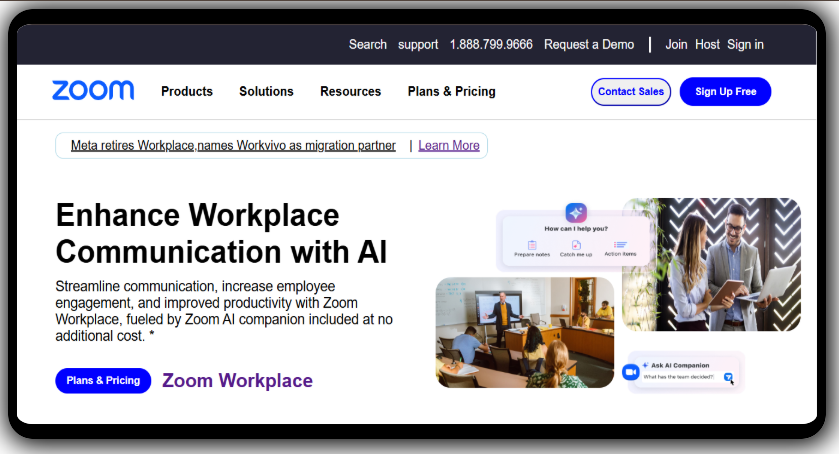 Search support 1.888.799.9666 Request a Demo | Join Host Sign in
zoom Products Solutions Resources Plans & Pricing Contact Sales Sign Up Free
Meta retires Workplace,names Workvivo as migration partner | Learn More
Enhance Workplace
Communication with AI
Streamline communication, increase employee
engagement, and improved productivity with Zoom
Workplace, fueled by Zoom AI companion included at no
additional cost. *
Plans & Pricing Zoom Workplace
How can I help you?
Prepare notes Catch me up Action items
Ask AI Companion
What has the team decided?